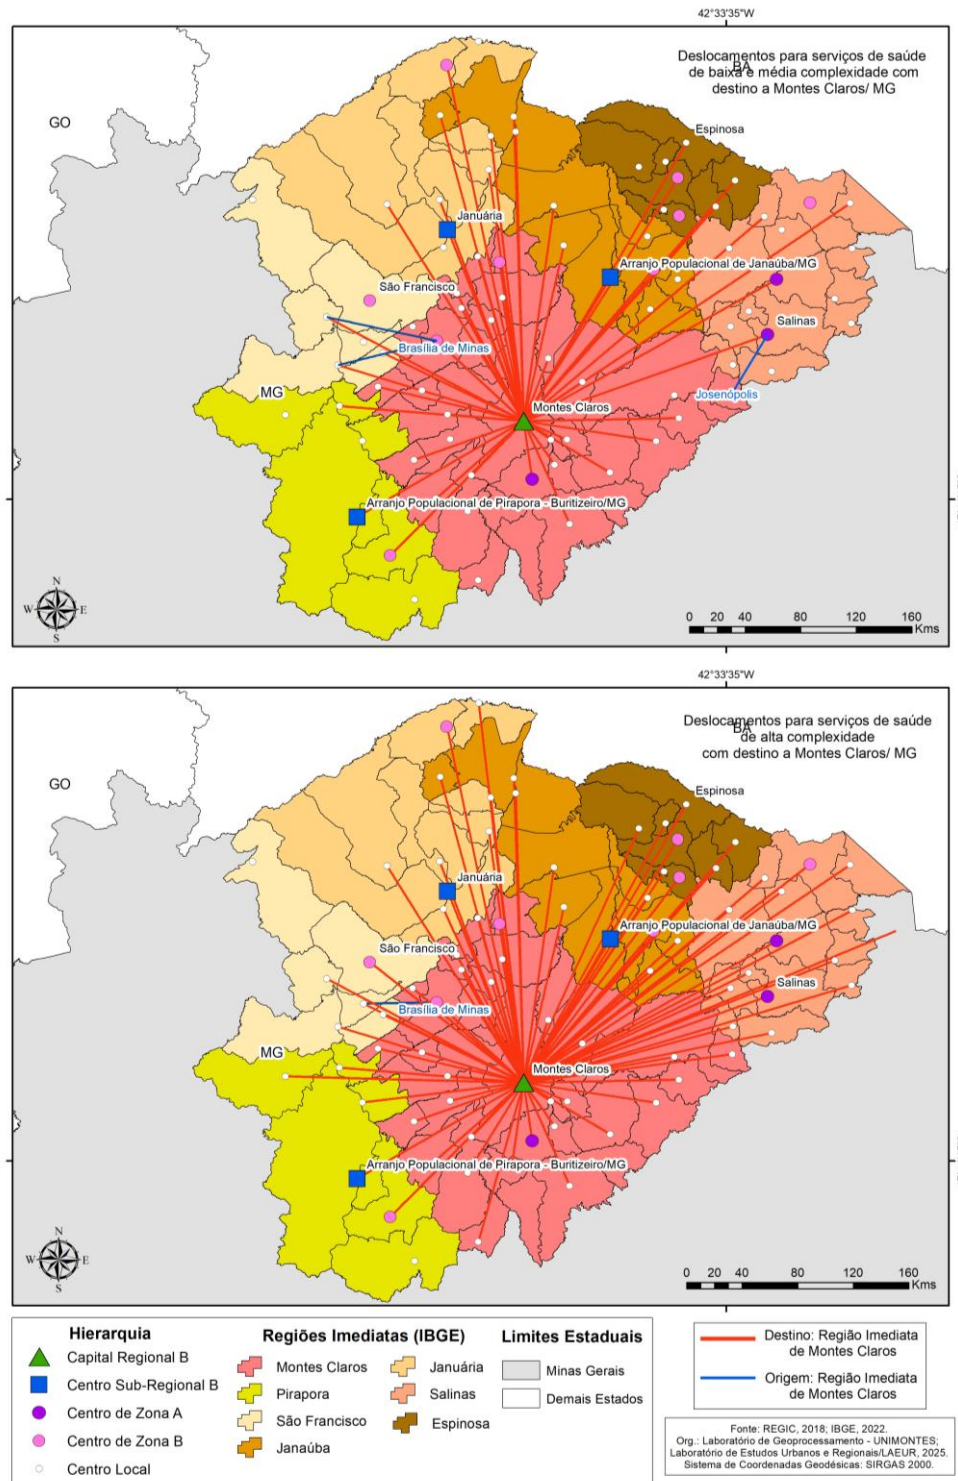 42°33'35"W
Deslocamentos para serviços de saúde
de baixa e média complexidade com
destino a Montes Claros/ MG
BA
GO
Espinosa
Januária
Arranjo Populacional de Janaúba/MG
São Francisco
Salinas
Brasília de Minas
MG
Josenópolis
Montes Claros
Arranjo Populacional de Pirapora - Buritizeiro/MG
N
W E
S
0 20 40 80 120 160
Kms
42°33'35"W
Deslocamentos para serviços de saúde
de alta complexidade
com destino a Montes Claros/ MG
BA
GO
Espinosa
Januária
Arranjo Populacional de Janaúba/MG
São Francisco
Salinas
Brasília de Minas
MG
Montes Claros
Arranjo Populacional de Pirapora - Buritizeiro/MG
N
W E
S
0 20 40 80 120 160
Kms
Hierarquia
Capital Regional B
Centro Sub-Regional B
Centro de Zona A
Centro de Zona B
Centro Local
Regiões Imediatas (IBGE)
Montes Claros
Pirapora
São Francisco
Janaúba
Januária
Salinas
Espinosa
Limites Estaduais
Minas Gerais
Demais Estados
Destino: Região Imediata
de Montes Claros
Origem: Região Imediata
de Montes Claros
Fonte: REGIC, 2018; IBGE, 2022.
Org.: Laboratório de Geoprocessamento - UNIMONTES;
Laboratório de Estudos Urbanos e Regionais/LAEUR, 2025.
Sistema de Coordenadas Geodésicas: SIRGAS 2000.